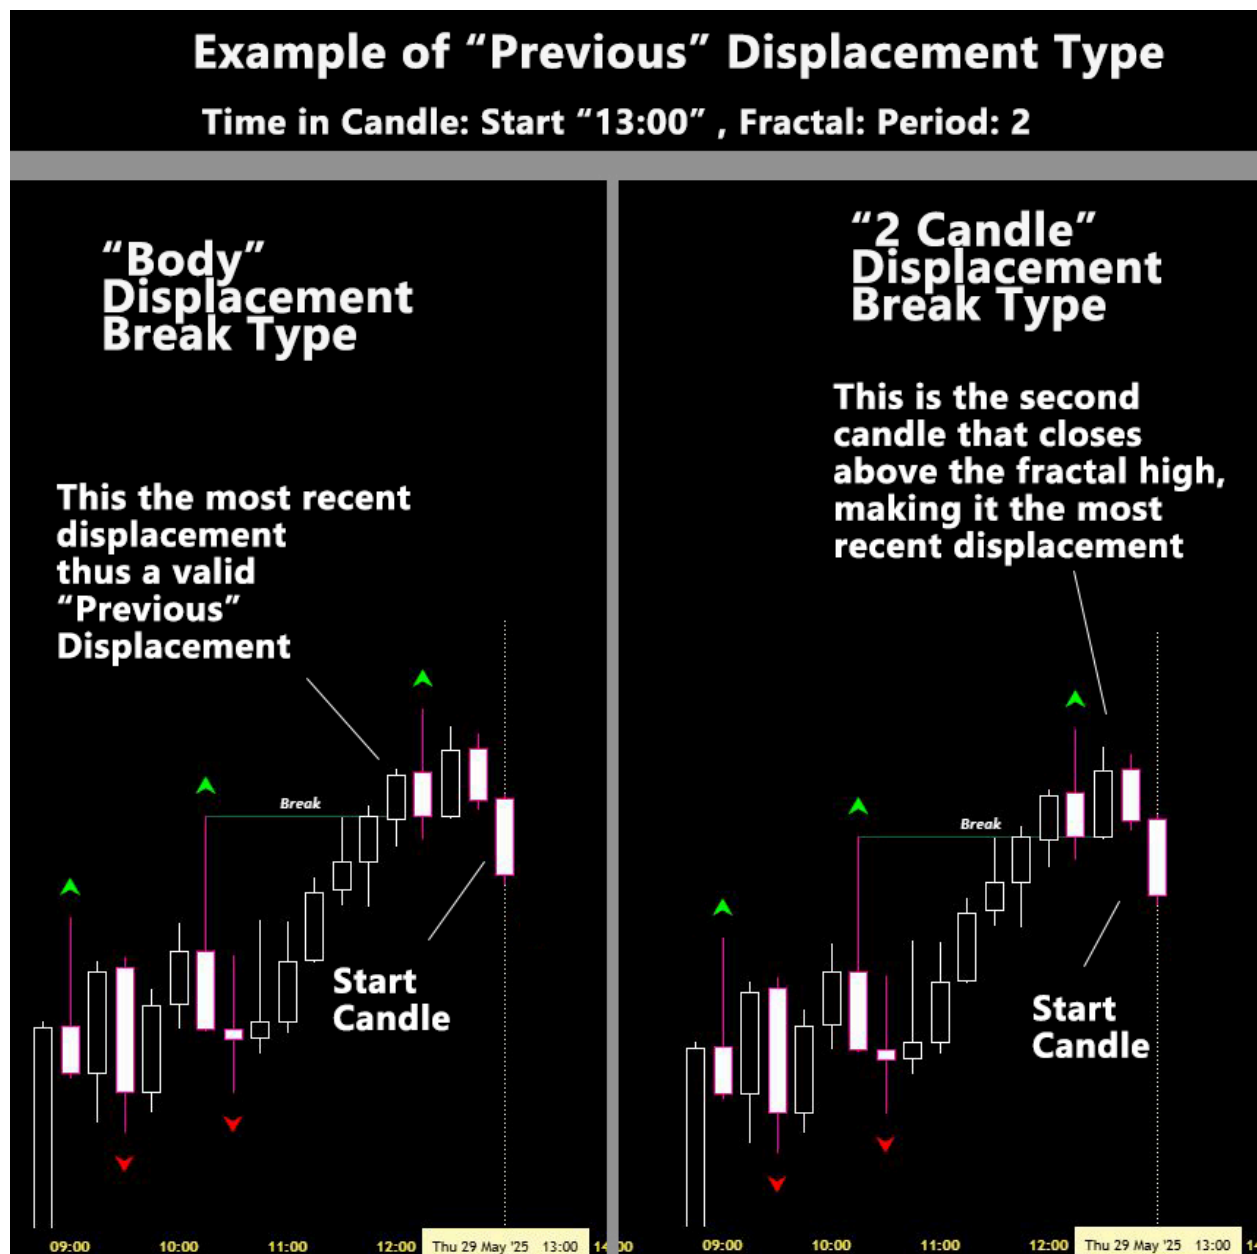 Example of “Previous” Displacement Type
Time in Candle: Start “13:00” , Fractal: Period: 2
“Body”
Displacement
Break Type
This the most recent
displacement
thus a valid
“Previous”
Displacement
Break
Start
Candle
09:00
10:00
11:00
12:00
Thu 29 May '25 13:00
“2 Candle”
Displacement
Break Type
This is the second
candle that closes
above the fractal high,
making it the most
recent displacement
Break
Start
Candle
09:00
10:00
11:00
12:00
Thu 29 May '25 13:00